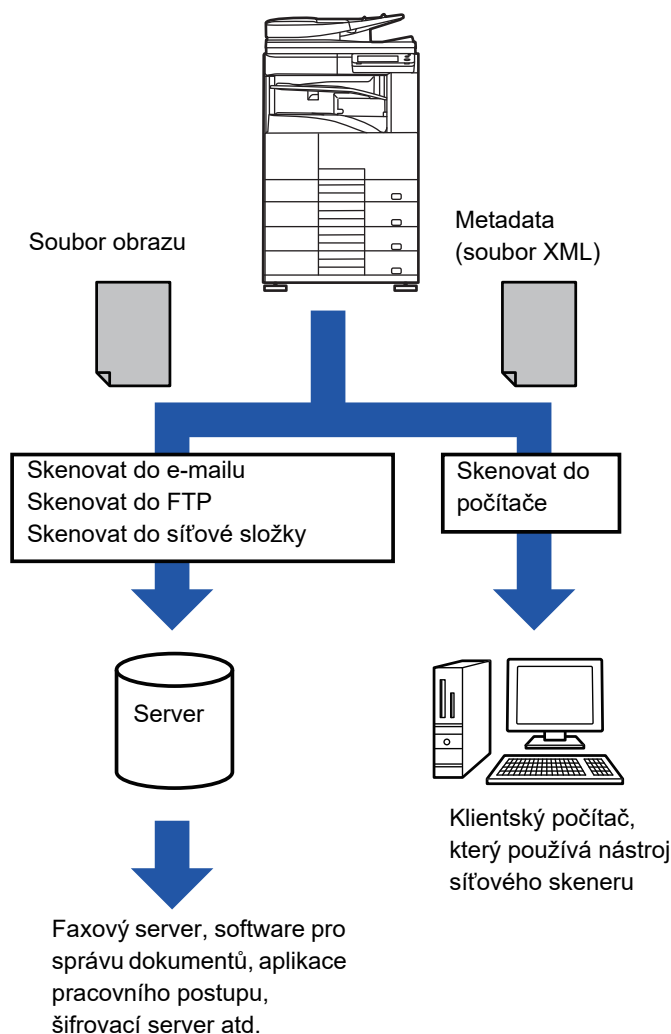 Soubor obrazu
Metadata
(soubor XML)
Skenovat do e-mailu
Skenovat do FTP
Skenovat do síťové složky
Skenovat do
počítače
Server
Klientský počítač,
který používá nástroj
síťového skeneru
Faxový server, software pro
správu dokumentů, aplikace
pracovního postupu,
šifrovací server atd.